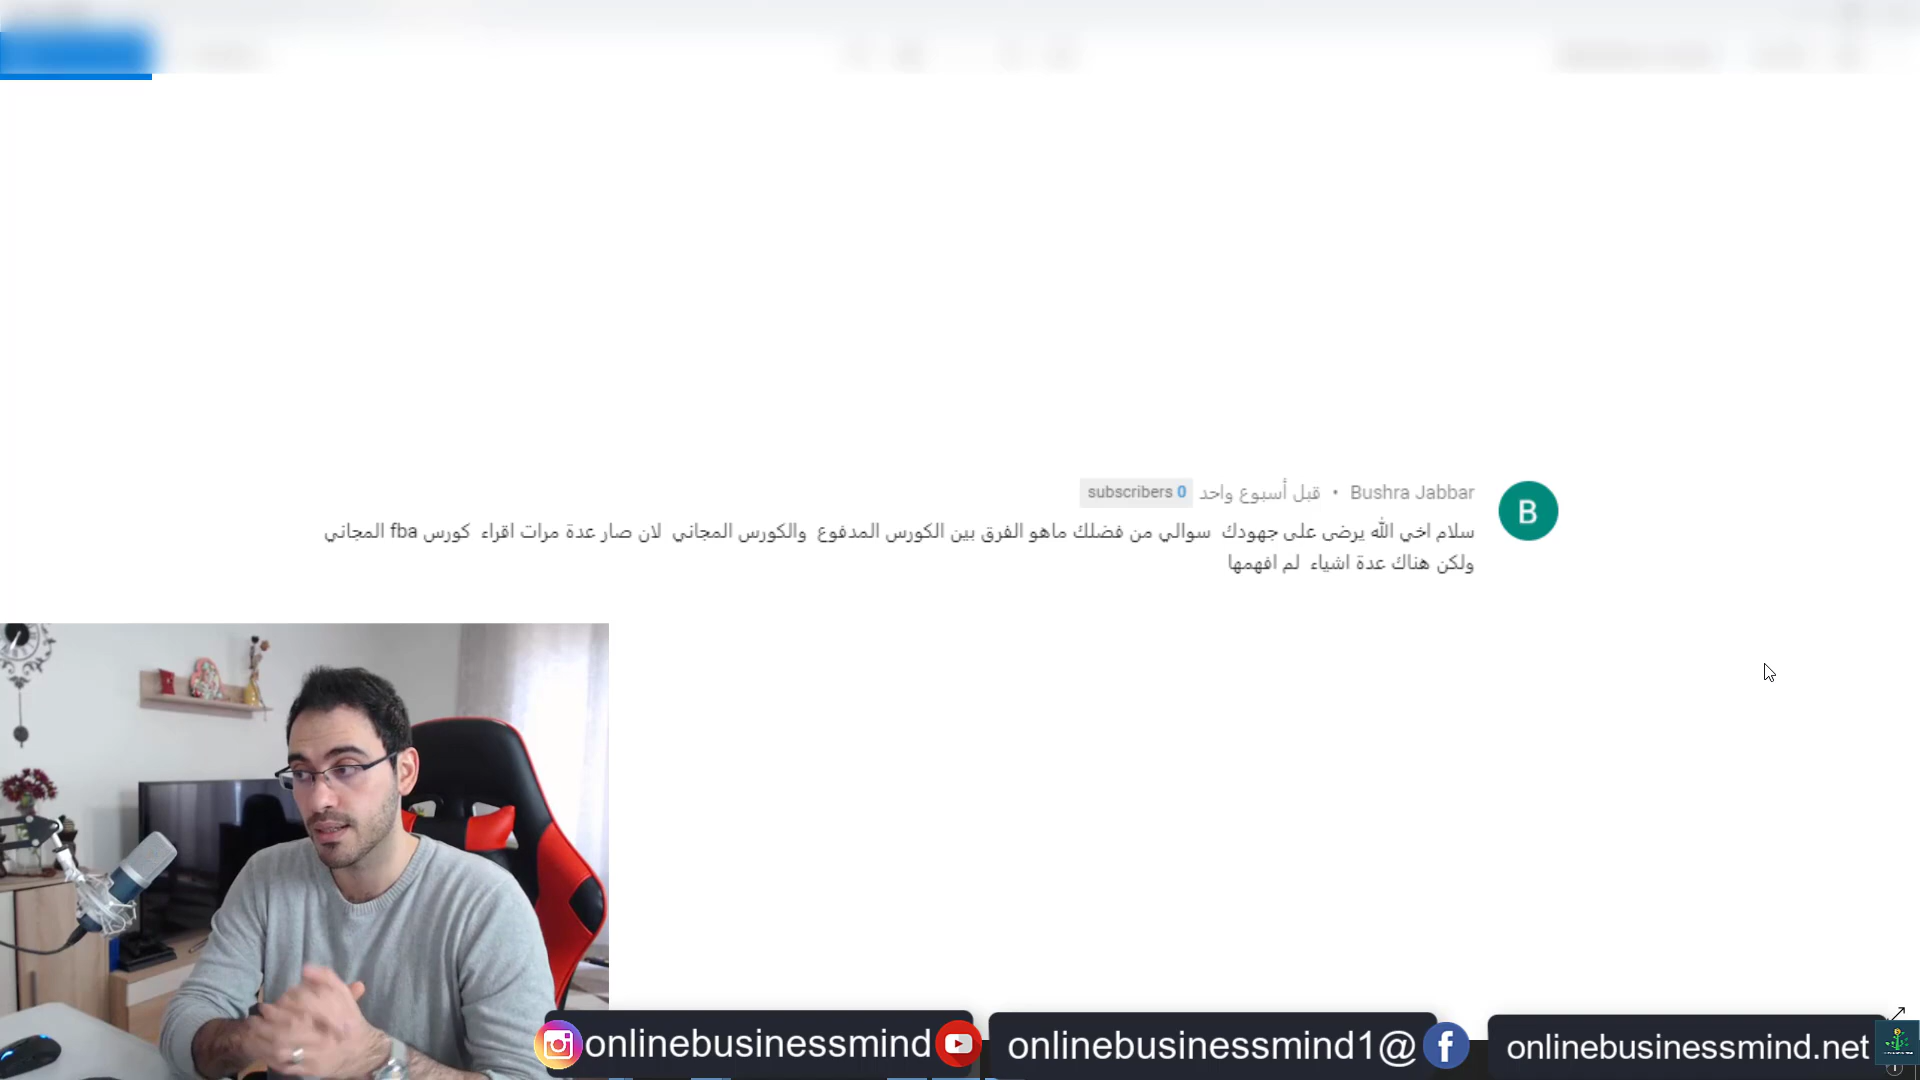 Bushra Jabbar • قبل أسبوع واحد subscribers 0
B
سلام اخي الله يرضى على جهودك سوالي من فضلك ماهو الفرق بين الكورس المدفوع والكورس المجاني لان صار عدة مرات اقراء كورس fba المجاني
ولكن هناك عدة اشياء لم افهمها
onlinebusinessmind
onlinebusinessmind1@
onlinebusinessmind.net